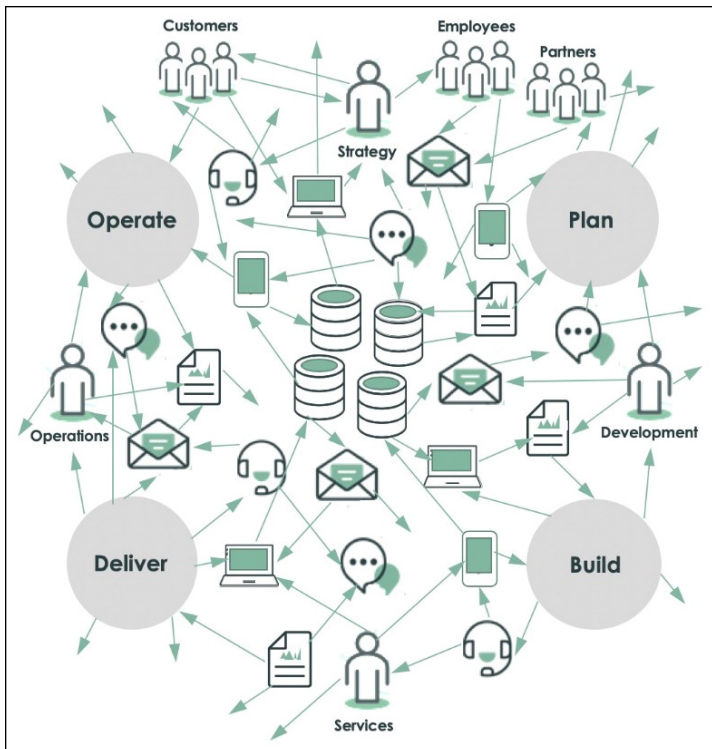 Customers
Employees
Partners
Strategy
Operate
Plan
Operations
Development
Deliver
Build
Services